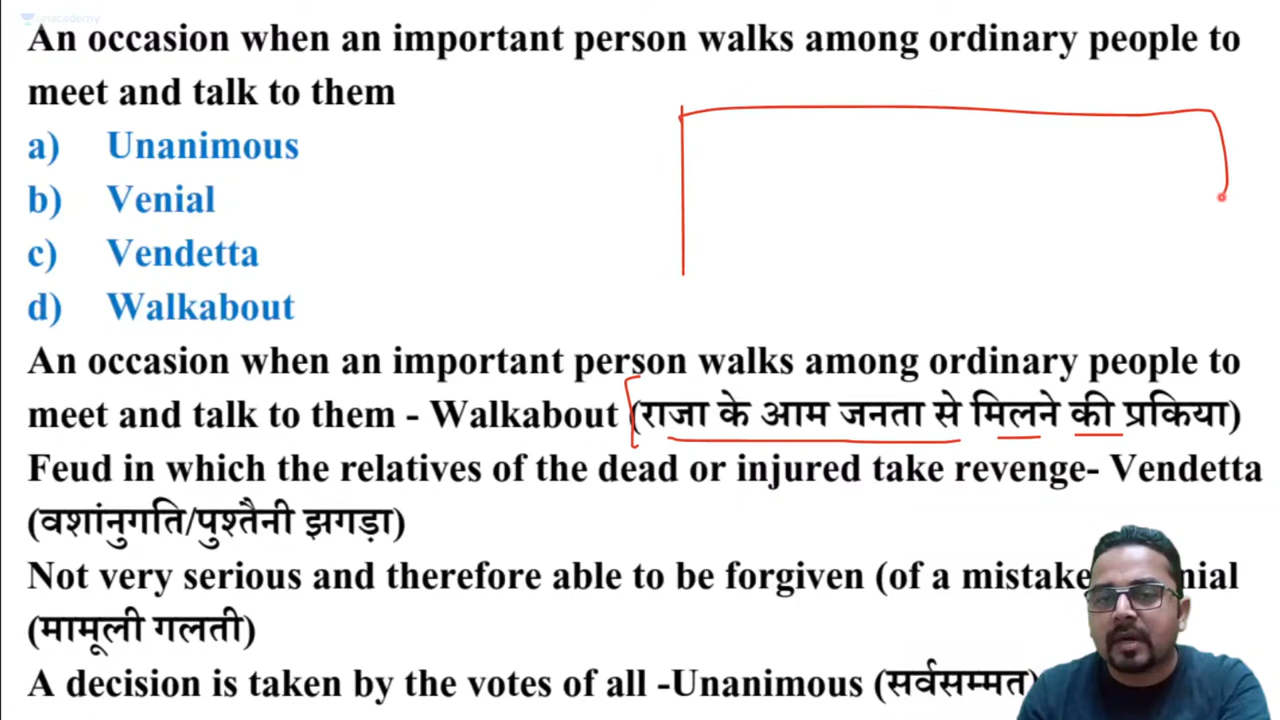 unacademy
An occasion when an important person walks among ordinary people to
meet and talk to them
a) Unanimous
b) Venial
c) Vendetta
d) Walkabout
An occasion when an important person walks among ordinary people to
meet and talk to them - Walkabout (राजा के आम जनता से मिलने की प्रकिया)
Feud in which the relatives of the dead or injured take revenge- Vendetta
(वशांनुगति/पुश्तैनी झगड़ा)
Not very serious and therefore able to be forgiven (of a mistake
(मामूली गलती)
A decision is taken by the votes of all -Unanimous (सर्वसम्मत)